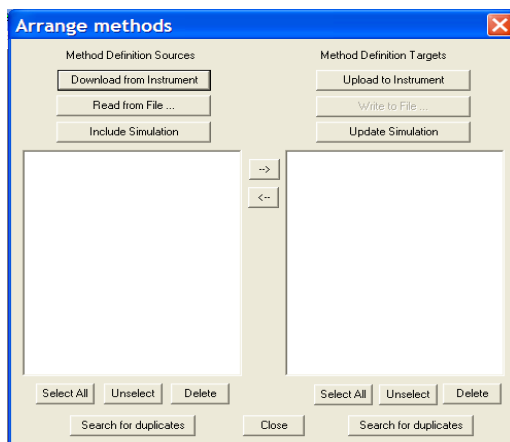 Arrange methods
Method Definition Sources
Method Definition Targets
Download from Instrument
Upload to Instrument
Read from File ...
Write to File ...
Include Simulation
Update Simulation
-->
<--
Select All Unselect Delete
Select All Unselect Delete
Search for duplicates
Close
Search for duplicates